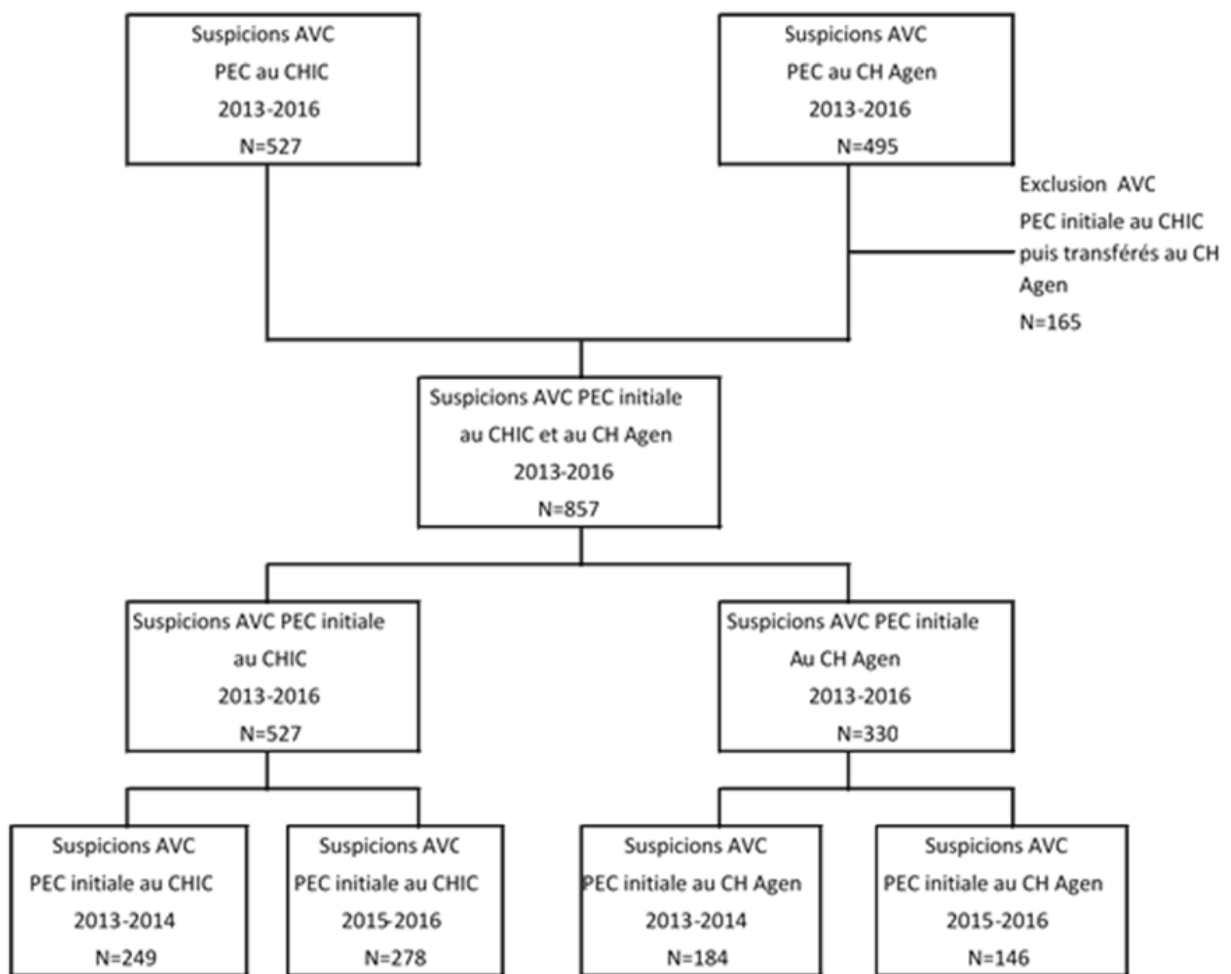 Suspicions AVC
PEC au CHIC
2013-2016
N=527
Suspicions AVC
PEC au CH Agen
2013-2016
N=495
Exclusion AVC
PEC initiale au CHIC
puis transférés au CH
Agen
N=165
Suspicions AVC PEC initiale
au CHIC et au CH Agen
2013-2016
N=857
Suspicions AVC PEC initiale
au CHIC
2013-2016
N=527
Suspicions AVC PEC initiale
Au CH Agen
2013-2016
N=330
Suspicions AVC
PEC initiale au CHIC
2013-2014
N=249
Suspicions AVC
PEC initiale au CHIC
2015-2016
N=278
Suspicions AVC
PEC initiale au CH Agen
2013-2014
N=184
Suspicions AVC
PEC initiale au CH Agen
2015-2016
N=146